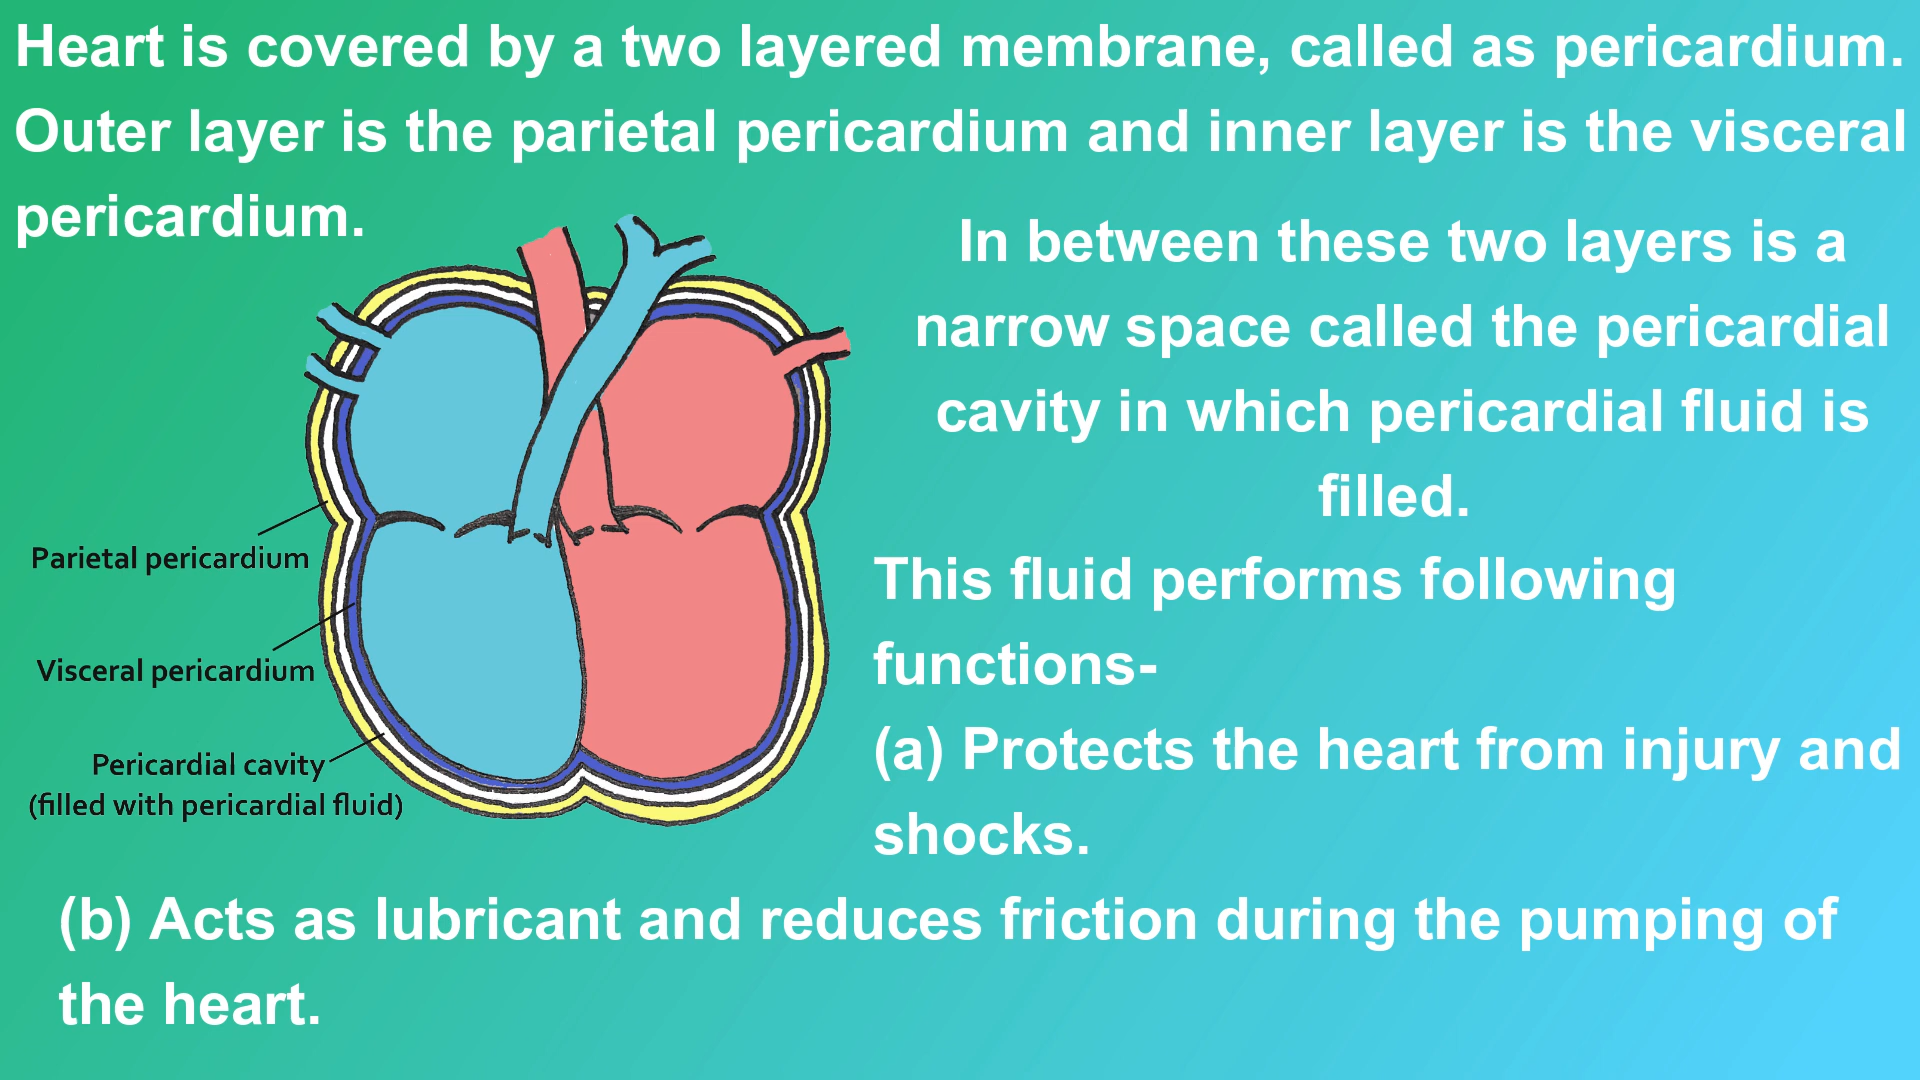 Heart is covered by a two layered membrane, called as pericardium.
Outer layer is the parietal pericardium and inner layer is the visceral
pericardium.
In between these two layers is a
narrow space called the pericardial
cavity in which pericardial fluid is
filled.
Parietal pericardium
Visceral pericardium
Pericardial cavity
(filled with pericardial fluid)
This fluid performs following
functions-
(a) Protects the heart from injury and
shocks.
(b) Acts as lubricant and reduces friction during the pumping of
the heart.